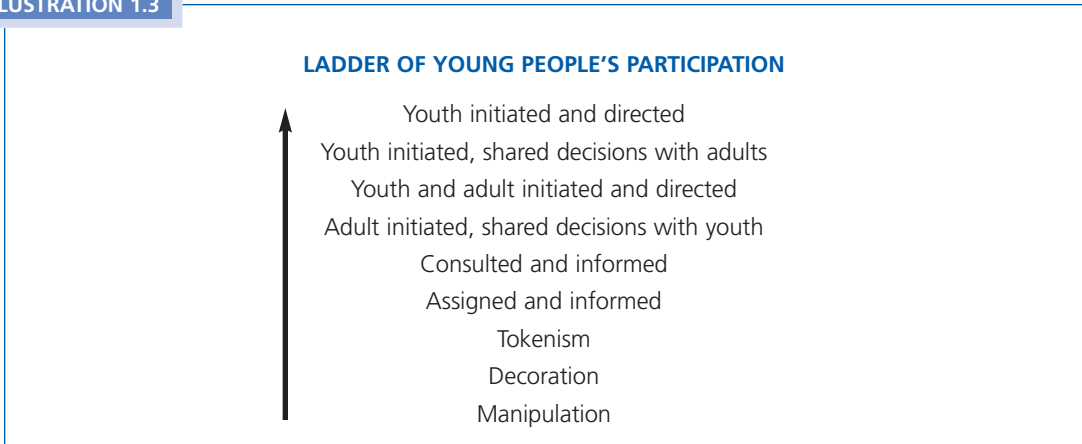 LUSTRATION 1.3
LADDER OF YOUNG PEOPLE’S PARTICIPATION
Youth initiated and directed
Youth initiated, shared decisions with adults
Youth and adult initiated and directed
Adult initiated, shared decisions with youth
Consulted and informed
Assigned and informed
Tokenism
Decoration
Manipulation